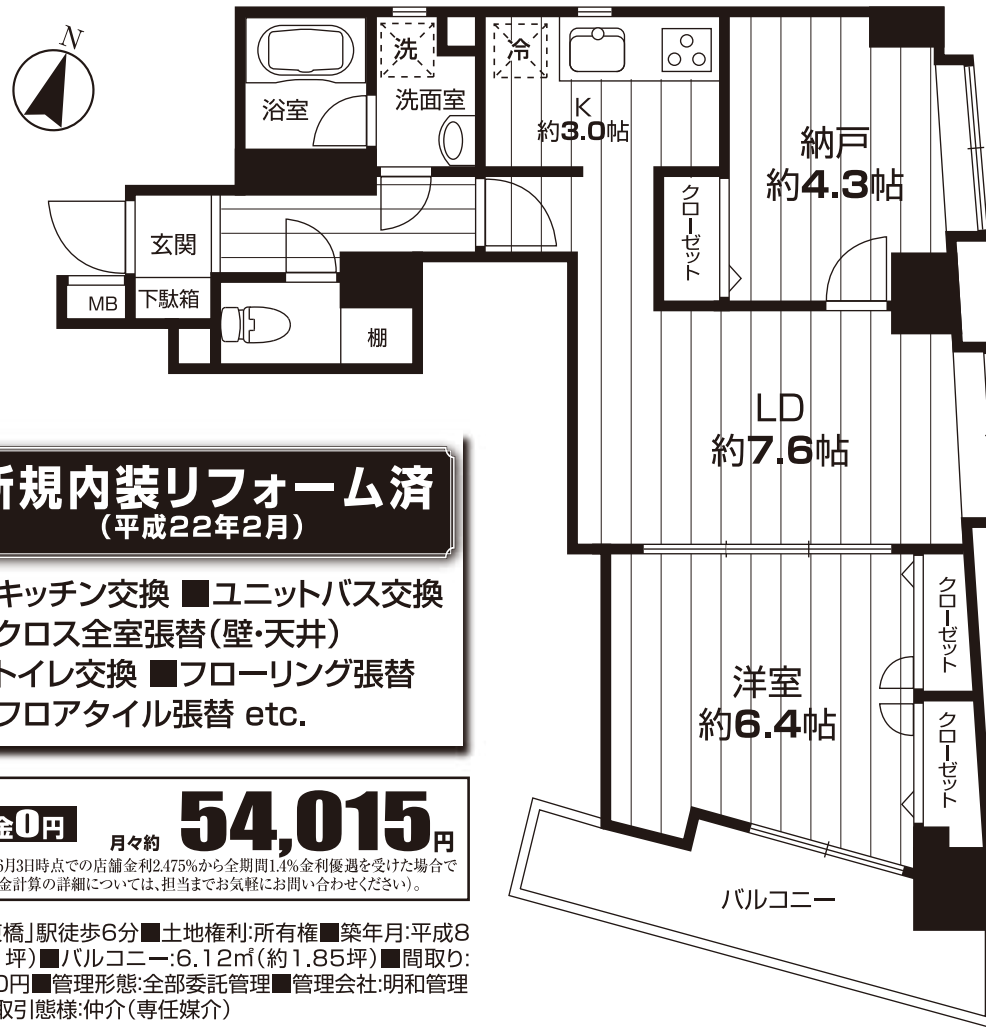 N
洗
冷
浴室
洗面室
K
約3.0帖
納戸
約4.3帖
クローゼット
玄関
MB
下駄箱
棚
LD
約7.6帖
新規内装リフォーム済
(平成22年2月)
キッチン交換 ■ユニットバス交換
クロス全室張替(壁・天井)
トイレ交換 ■フローリング張替
フロアタイル張替 etc.
洋室
約6.4帖
クローゼット
クローゼット
バルコニー
金0円
月々約 54,015円
6月3日時点での店舗金利2.475%から全期間1.4%金利優遇を受けた場合で
金計算の詳細については、担当までお気軽にお問い合わせください)。
橋」駅徒歩6分■土地権利:所有権■築年月:平成8
坪)■バルコニー:6.12㎡(約1.85坪)■間取り:
0円■管理形態:全部委託管理■管理会社:明和管理
取引態様:仲介(専任媒介)